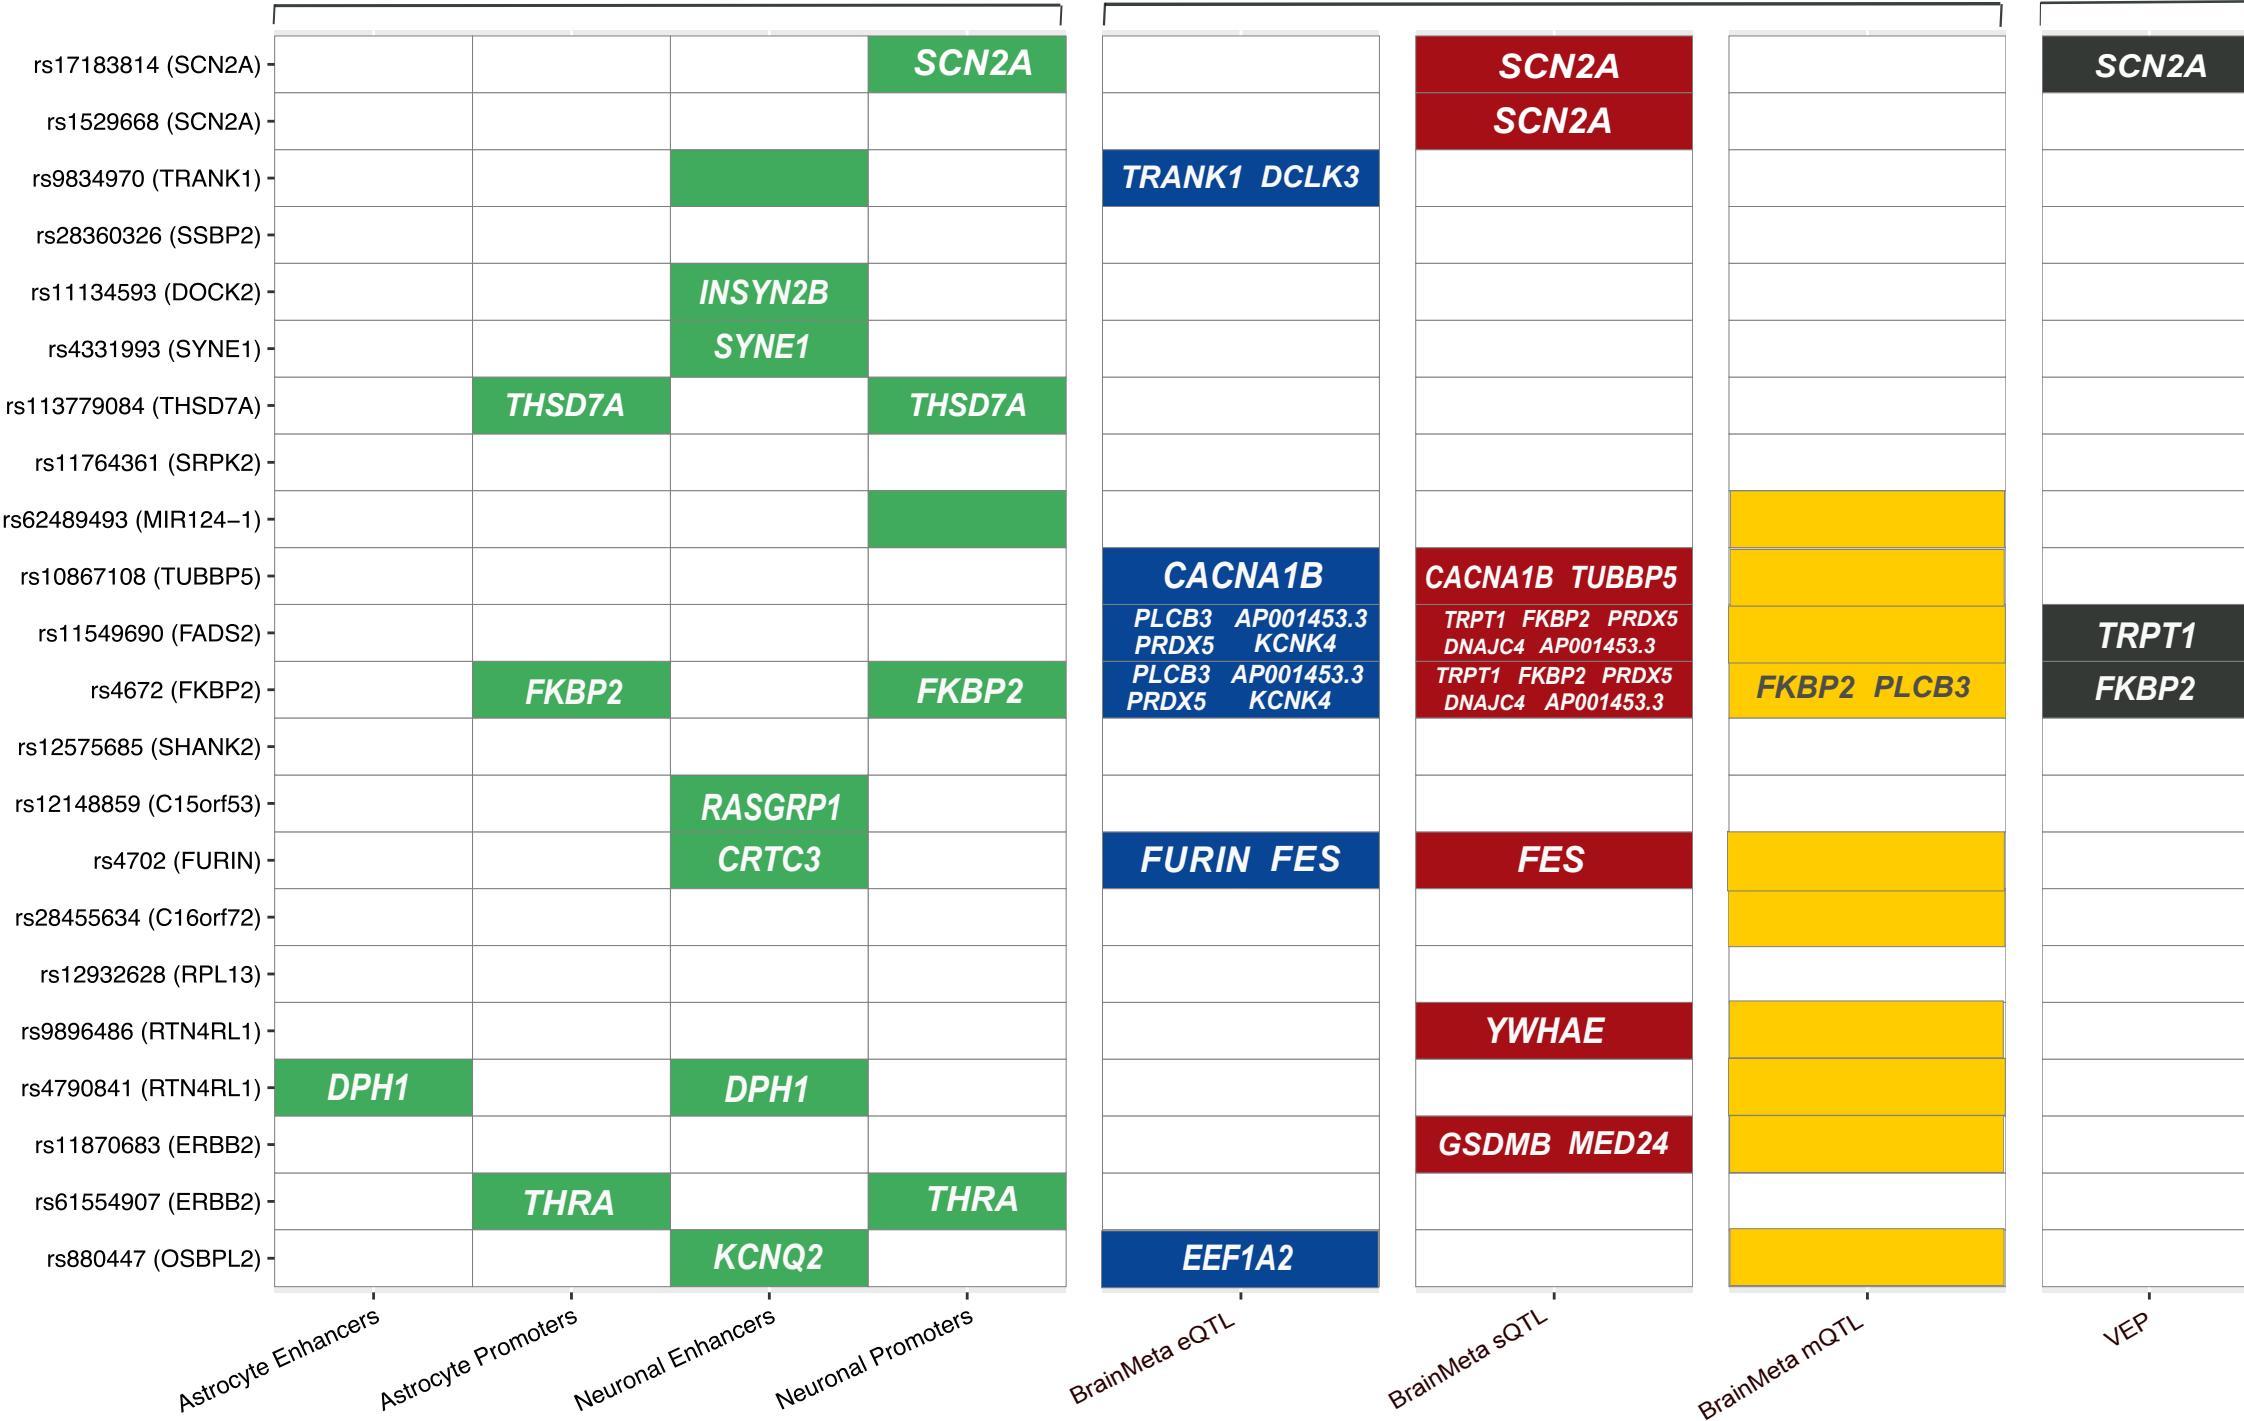 rs17183814 (SCN2A) SCN2A SCN2A SCN2A
rs1529668 (SCN2A) SCN2A
rs9834970 (TRANK1) TRANK1 DCLK3
rs28360326 (SSBP2)
rs11134593 (DOCK2) INSYN2B
rs4331993 (SYNE1) SYNE1
rs113779084 (THSD7A) THSD7A THSD7A
rs11764361 (SRPK2)
rs62489493 (MIR124−1)
rs10867108 (TUBBP5) CACNA1B CACNA1B TUBBP5
PLCB3 AP001453.3 TRPT1 FKBP2 PRDX5
rs11549690 (FADS2) TRPT1
PRDX5 KCNK4 DNAJC4 AP001453.3
PLCB3 AP001453.3 TRPT1 FKBP2 PRDX5
rs4672 (FKBP2) FKBP2 FKBP2 FKBP2 PLCB3 FKBP2
PRDX5 KCNK4 DNAJC4 AP001453.3
rs12575685 (SHANK2)
rs12148859 (C15orf53) RASGRP1
rs4702 (FURIN) CRTC3 FURIN FES FES
rs28455634 (C16orf72)
rs12932628 (RPL13)
rs9896486 (RTN4RL1) YWHAE
rs4790841 (RTN4RL1) DPH1 DPH1
rs11870683 (ERBB2) GSDMB MED24
rs61554907 (ERBB2) THRA THRA
rs880447 (OSBPL2) KCNQ2 EEF1A2
Astrocyte Enhancers
Astrocyte Promoters
Neuronal Enhancers
Neuronal Promoters
BrainMeta eQTL
BrainMeta sQTL
BrainMeta mQTL
VEP